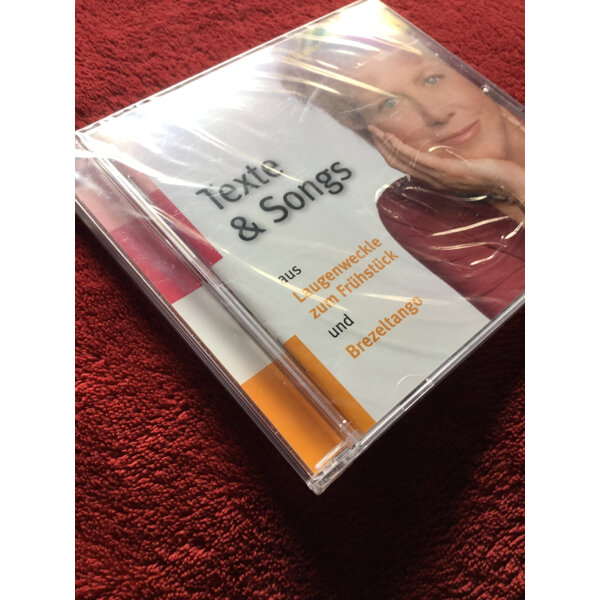 Texte
& Songs
aus
Laugenweckle
zum Frühstück
und
Brezeltango